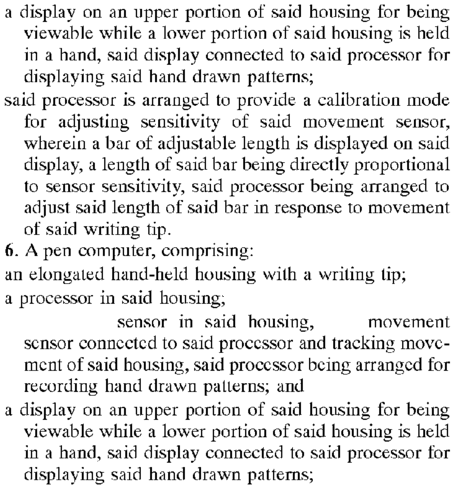 a display on an upper portion of said housing for being
viewable while a lower portion of said housing is held
in a hand, said display connected to said processor for
displaying said hand drawn patterns;
said processor is arranged to provide a calibration mode
for adjusting sensitivity of said movement sensor,
wherein a bar of adjustable length is displayed on said
display, a length of said bar being directly proportional
to sensor sensitivity, said processor being arranged to
adjust said length of said bar in response to movement
of said writing tip.
6. A pen computer, comprising:
an elongated hand-held housing with a writing tip;
a processor in said housing;
sensor in said housing, movement
sensor connected to said processor and tracking move-
ment of said housing, said processor being arranged for
recording hand drawn patterns; and
a display on an upper portion of said housing for being
viewable while a lower portion of said housing is held
in a hand, said display connected to said processor for
displaying said hand drawn patterns;